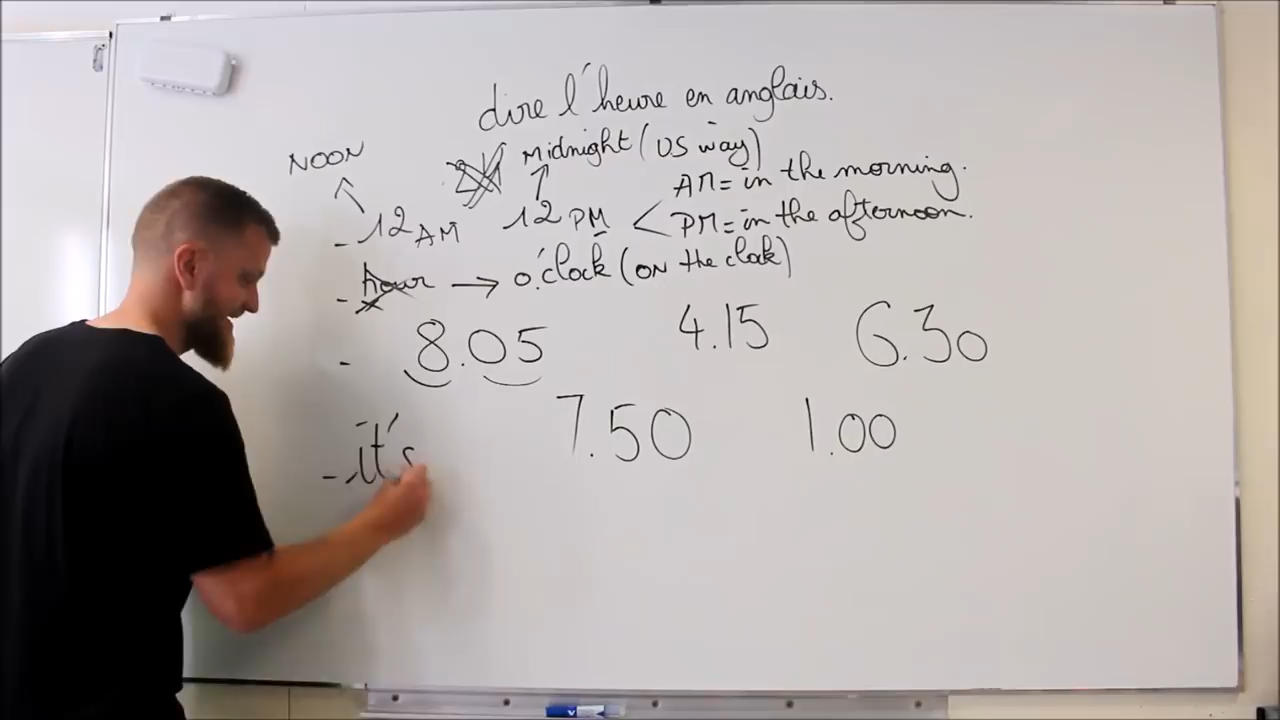 dire l'heure en anglais.
NOON
Midnight (US way)
AM = in the morning.
- 12 AM 12 PM < PM = in the afternoon.
- hour → o'clock (on the clock)
- 8.05 4.15 6.30
- it's 7.50 1.00